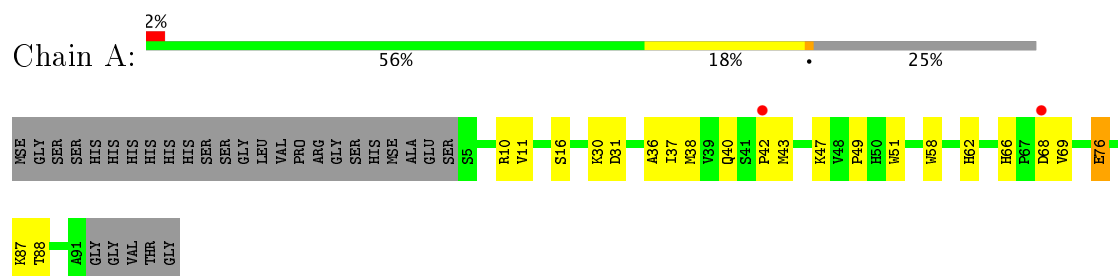 2%
Chain A:
56% 18% • 25%
MSE GLY SER SER HIS HIS HIS HIS HIS HIS SER SER GLY LEU VAL PRO ARG GLY SER HIS MSE ALA GLU SER S5 R10 V11 S16 K30 D31 A36 I37 M38 V39 Q40 S41 P42 M43 K47 V48 P49 H50 W51 W58 H62 H66 P67 D68 V69 E76
K87 T88 A91 GLY GLY VAL THR GLY